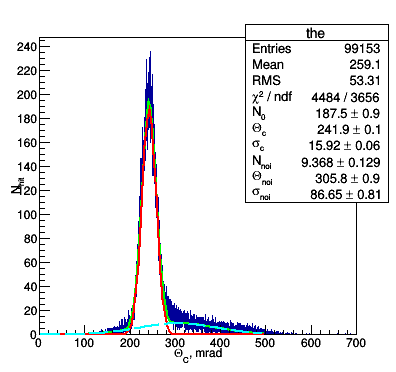 the
Entries 99153
Mean 259.1
RMS 53.31
χ² / ndf 4484 / 3656
N₀ 187.5 ± 0.9
Θc 241.9 ± 0.1
σc 15.92 ± 0.06
Nnoi 9.368 ± 0.129
Θnoi 305.8 ± 0.9
σnoi 86.65 ± 0.81
Nhit
240
220
200
180
160
140
120
100
80
60
40
20
0
0 100 200 300 400 500 600 700
Θc, mrad